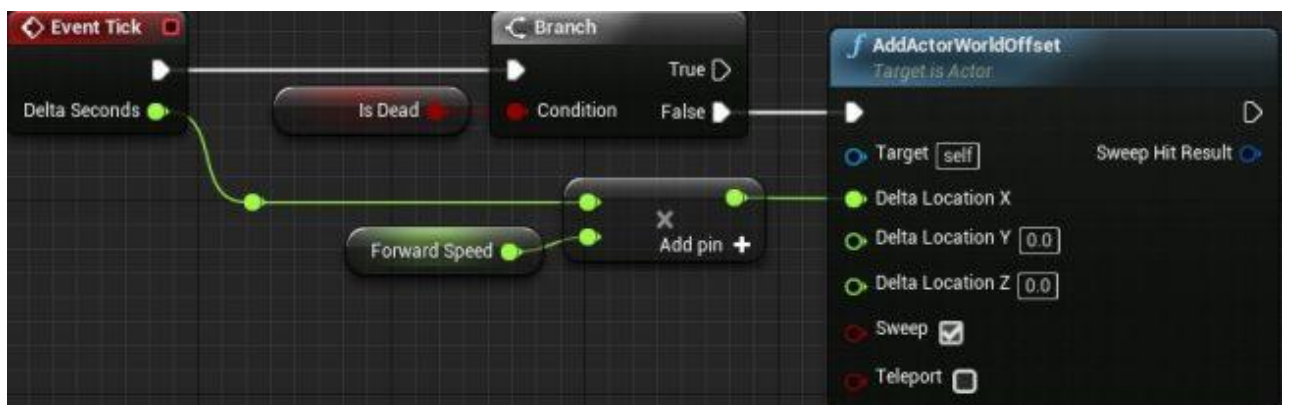 Event Tick
Delta Seconds
Is Dead
Branch
Condition
True
False
Forward Speed
Add pin
f AddActorWorldOffset
Target is Actor
Target self
Sweep Hit Result
Delta Location X
Delta Location Y 0.0
Delta Location Z 0.0
Sweep
Teleport